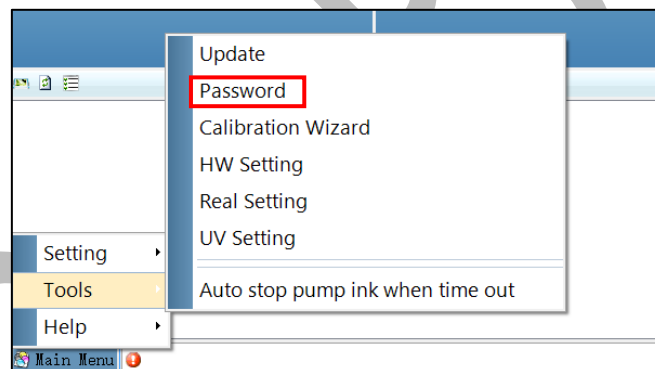 Update
Password
Calibration Wizard
HW Setting
Real Setting
UV Setting
Auto stop pump ink when time out
Setting
Tools
Help
Main Menu